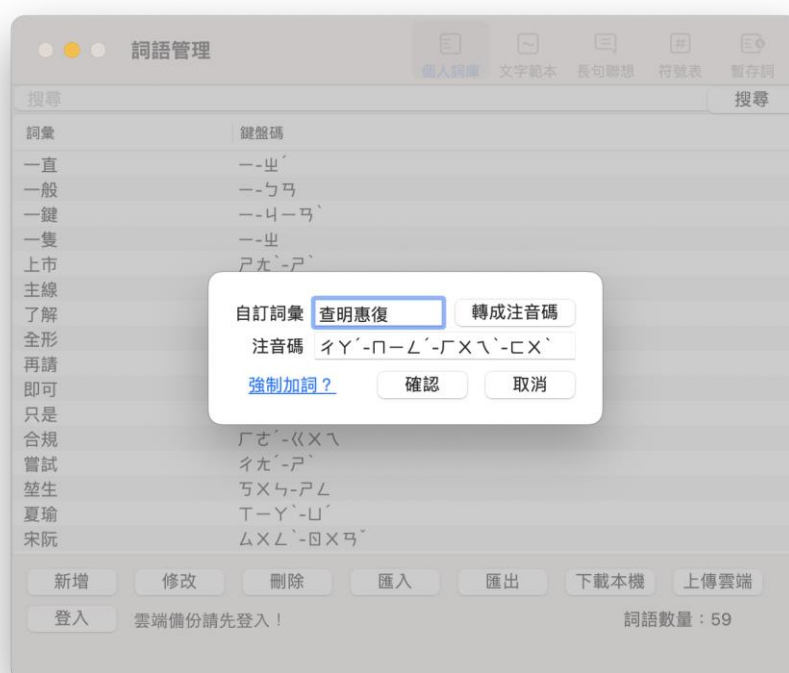 詞語管理
個人詞庫 文字範本 長句聯想 符號表 暫存詞
搜尋 搜尋
詞彙 鍵盤碼
一直 ㄧ-ㄓˊ
一般 ㄧ-ㄅㄢ
一鍵 ㄧ-ㄐㄧㄢˋ
一隻 ㄧ-ㄓ
上市 ㄕㄤˋ-ㄕˋ
主線
了解
全形
再請
即可
只是
合規 ㄏㄜˊ-ㄍㄨㄟ
嘗試 ㄔㄤˊ-ㄕˋ
堃生 ㄎㄨㄣ-ㄕㄥ
夏瑜 ㄒㄧㄚˋ-ㄩˊ
宋阮 ㄙㄨㄥˋ-ㄖㄨㄢˇ
自訂詞彙 查明惠復 轉成注音碼
注音碼 ㄔㄚˊ-ㄇㄧㄥˊ-ㄏㄨㄟˋ-ㄈㄨˋ
強制加詞？ 確認 取消
新增 修改 刪除 匯入 匯出 下載本機 上傳雲端
登入 雲端備份請先登入！ 詞語數量：59